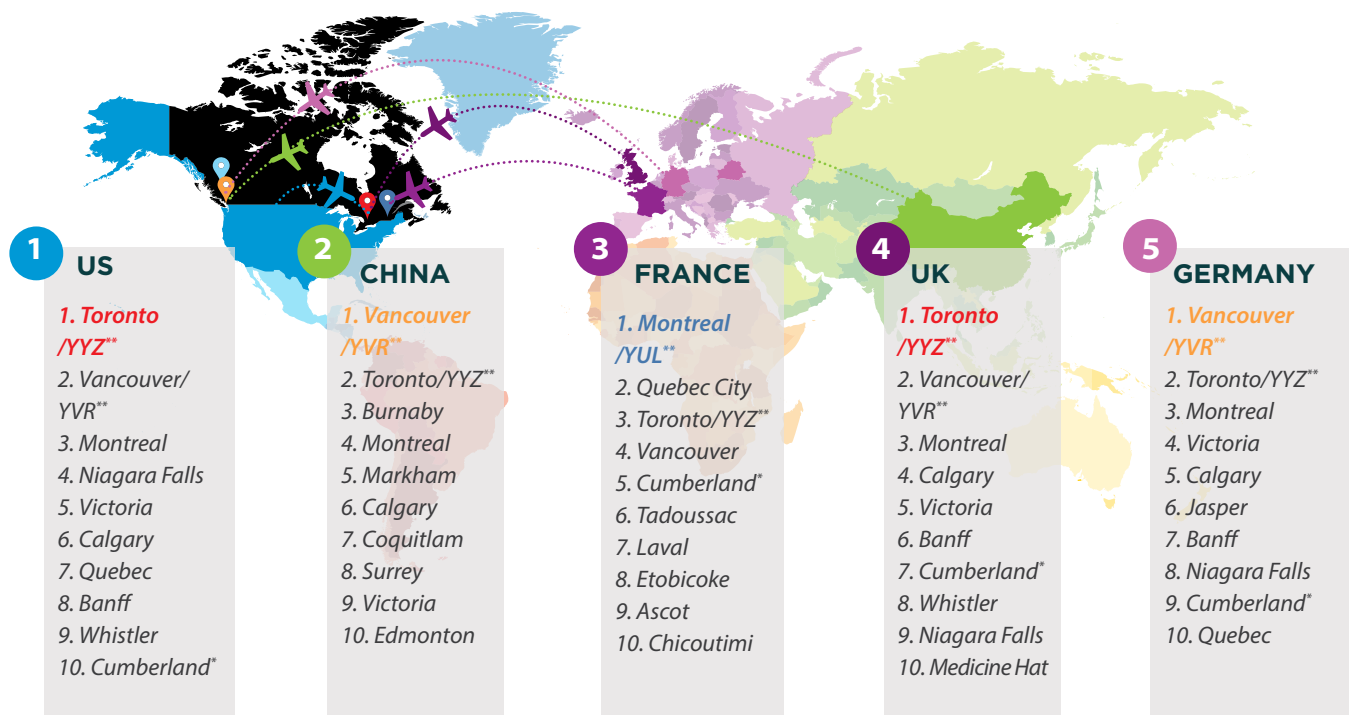 1
US
1. Toronto
/YYZ**
2. Vancouver/
YVR**
3. Montreal
4. Niagara Falls
5. Victoria
6. Calgary
7. Quebec
8. Banff
9. Whistler
10. Cumberland*
2
CHINA
1. Vancouver
/YVR**
2. Toronto/YYZ**
3. Burnaby
4. Montreal
5. Markham
6. Calgary
7. Coquitlam
8. Surrey
9. Victoria
10. Edmonton
3
FRANCE
1. Montreal
/YUL**
2. Quebec City
3. Toronto/YYZ**
4. Vancouver
5. Cumberland*
6. Tadoussac
7. Laval
8. Etobicoke
9. Ascot
10. Chicoutimi
4
UK
1. Toronto
/YYZ**
2. Vancouver/
YVR**
3. Montreal
4. Calgary
5. Victoria
6. Banff
7. Cumberland*
8. Whistler
9. Niagara Falls
10. Medicine Hat
5
GERMANY
1. Vancouver
/YVR**
2. Toronto/YYZ**
3. Montreal
4. Victoria
5. Calgary
6. Jasper
7. Banff
8. Niagara Falls
9. Cumberland*
10. Quebec